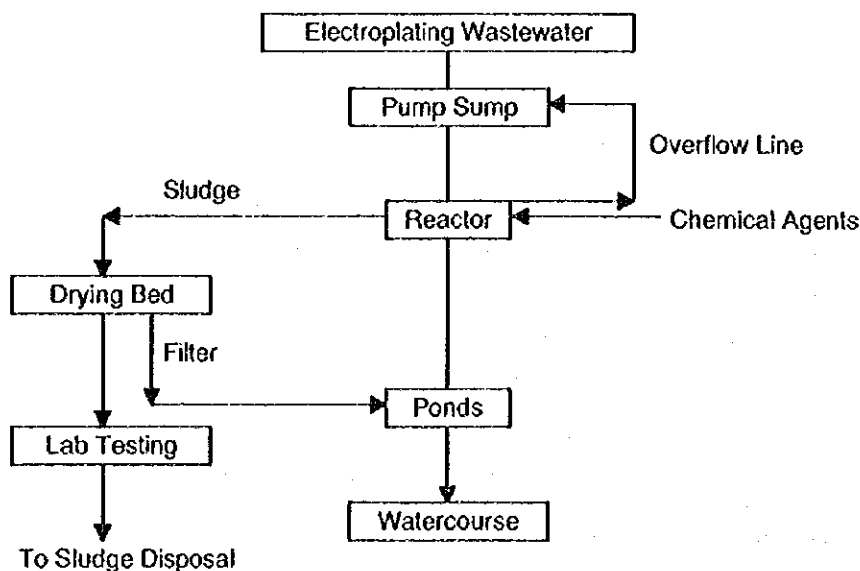 Electroplating Wastewater
Pump Sump
Overflow Line
Sludge
Reactor
Chemical Agents
Drying Bed
Filter
Ponds
Lab Testing
Watercourse
To Sludge Disposal